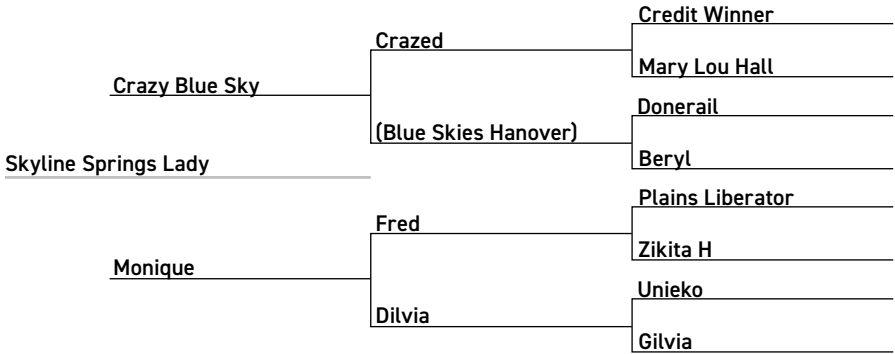 Credit Winner
Crazed
Mary Lou Hall
Crazy Blue Sky
Donerail
(Blue Skies Hanover)
Beryl
Skyline Springs Lady
Plains Liberator
Fred
Zikita H
Monique
Unieko
Dilvia
Gilvia